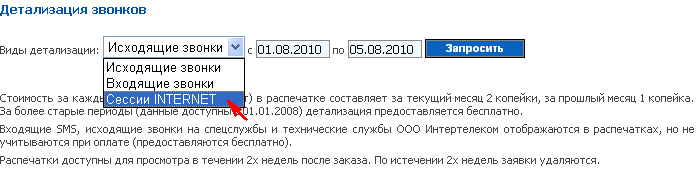 Детализация звонков
Виды детализации: Исходящие звонки с 01.08.2010 по 05.08.2010 Запросить
Исходящие звонки
Входящие звонки
Сессии INTERNET
Стоимость за кажды т) в распечатке составляет за текущий месяц 2 копейки, за прошлый месяц 1 копейка.
За более старые периоды (данные доступны 01.01.2008) детализация предоставляется бесплатно.
Входящие SMS, исходящие звонки на спецслужбы и технические службы ООО Интертелеком отображаются в распечатках, но не
учитываются при оплате (предоставляются бесплатно).
Распечатки доступны для просмотра в течении 2х недель после заказа. По истечении 2х недель заявки удаляются.